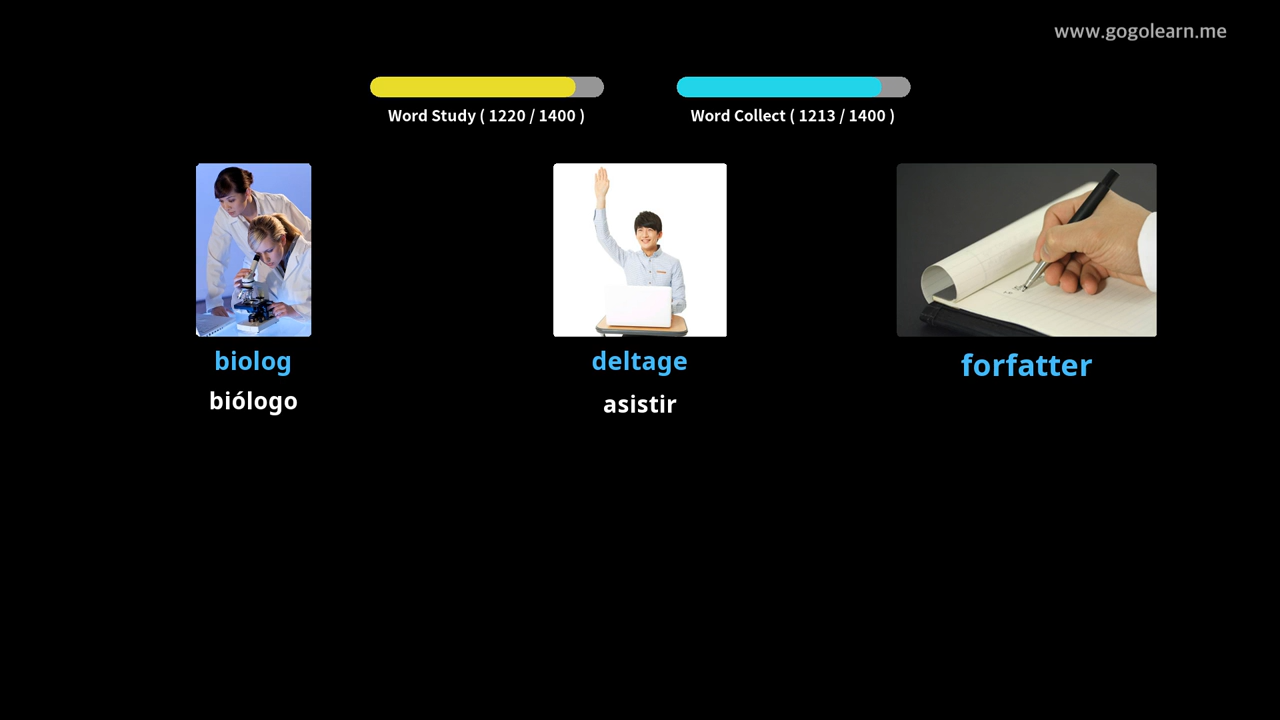 www.gogolearn.me
Word Study ( 1220 / 1400 )
Word Collect ( 1213 / 1400 )
biolog
biólogo
deltage
asistir
forfatter